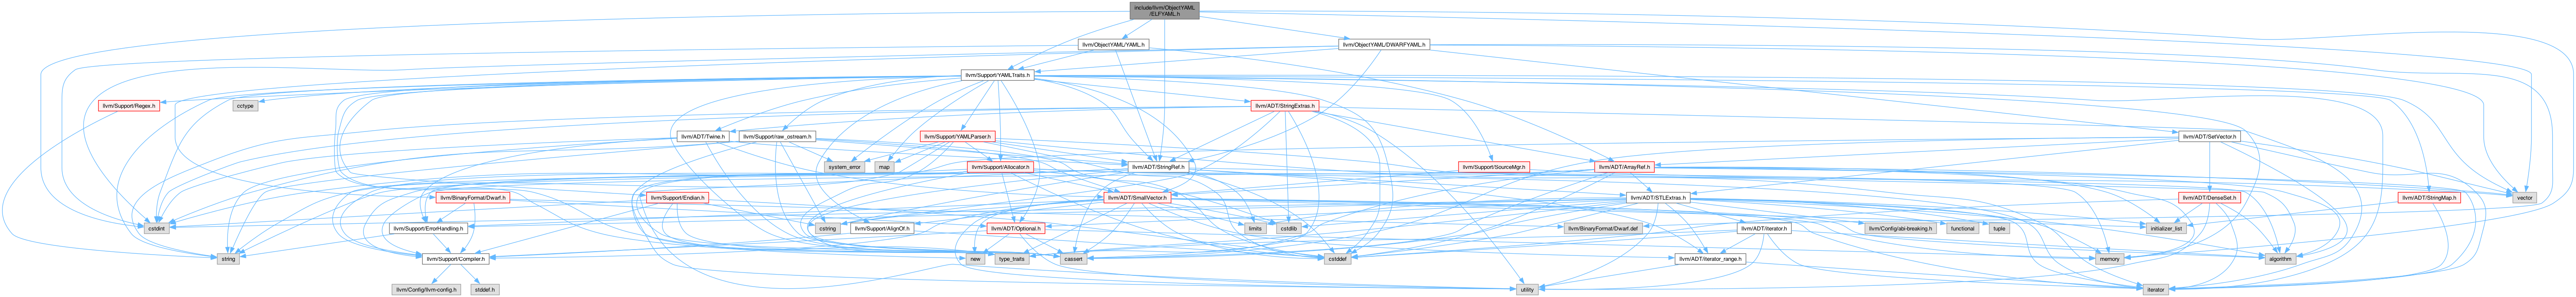 include/llvm/ObjectYAML
/ELFYAML.h
llvm/ObjectYAML/YAML.h
llvm/ObjectYAML/DWARFYAML.h
llvm/Support/YAMLTraits.h
llvm/Support/Regex.h
cctype
llvm/ADT/StringExtras.h
llvm/ADT/Twine.h
llvm/Support/raw_ostream.h
llvm/Support/YAMLParser.h
llvm/ADT/SetVector.h
system_error
map
llvm/ADT/StringRef.h
llvm/Support/Allocator.h
llvm/Support/SourceMgr.h
llvm/ADT/ArrayRef.h
llvm/BinaryFormat/Dwarf.h
llvm/Support/Endian.h
llvm/ADT/SmallVector.h
llvm/ADT/STLExtras.h
llvm/ADT/DenseSet.h
llvm/ADT/StringMap.h
vector
cstdint
llvm/Support/ErrorHandling.h
cstring
llvm/Support/AlignOf.h
llvm/ADT/Optional.h
limits
cstdlib
llvm/BinaryFormat/Dwarf.def
llvm/ADT/iterator.h
llvm/Config/abi-breaking.h
functional
tuple
initializer_list
string
llvm/Support/Compiler.h
new
type_traits
cassert
cstddef
llvm/ADT/iterator_range.h
memory
algorithm
llvm/Config/llvm-config.h
stddef.h
utility
iterator